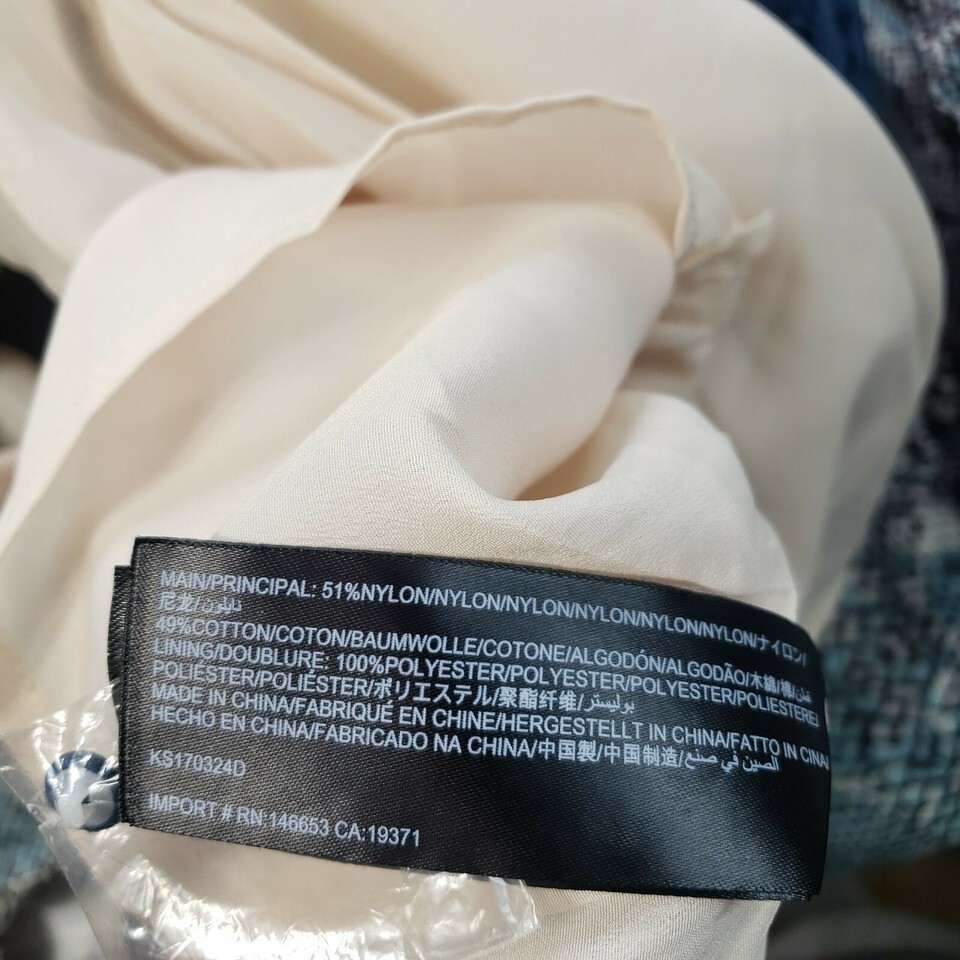 MAIN/PRINCIPAL: 51%NYLON/NYLON/NYLON/NYLON/NYLON/NYLON/ナイロン/
尼龙/نايلون
49%COTTON/COTON/BAUMWOLLE/COTONE/ALGODÓN/ALGODÃO/木綿/棉/قطن
LINING/DOUBLURE: 100%POLYESTER/POLYESTER/POLYESTER/POLIESTERE/
POLIÉSTER/POLIÉSTER/ポリエステル/聚酯纤维/بوليستر
MADE IN CHINA/FABRIQUÉ EN CHINE/HERGESTELLT IN CHINA/FATTO IN CINA/
HECHO EN CHINA/FABRICADO NA CHINA/中国製/中国制造/الصين في صنع
KS170324D
IMPORT # RN:146653 CA:19371